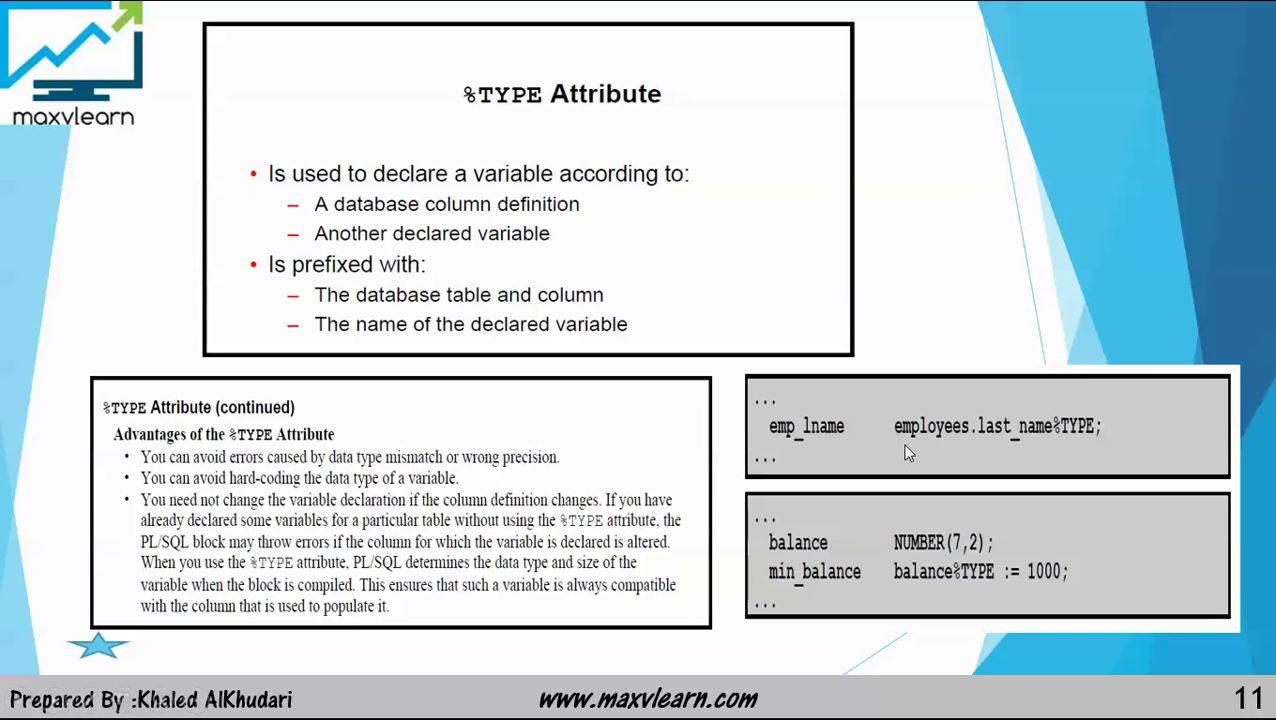 maxvlearn
%TYPE Attribute
• Is used to declare a variable according to:
– A database column definition
– Another declared variable
• Is prefixed with:
– The database table and column
– The name of the declared variable
%TYPE Attribute (continued)
Advantages of the %TYPE Attribute
• You can avoid errors caused by data type mismatch or wrong precision.
• You can avoid hard-coding the data type of a variable.
• You need not change the variable declaration if the column definition changes. If you have
already declared some variables for a particular table without using the %TYPE attribute, the
PL/SQL block may throw errors if the column for which the variable is declared is altered.
When you use the %TYPE attribute, PL/SQL determines the data type and size of the
variable when the block is compiled. This ensures that such a variable is always compatible
with the column that is used to populate it.
...
emp_lname employees.last_name%TYPE;
...
...
balance NUMBER(7,2);
min_balance balance%TYPE := 1000;
...
Prepared By :Khaled AlKhudari
www.maxvlearn.com
11